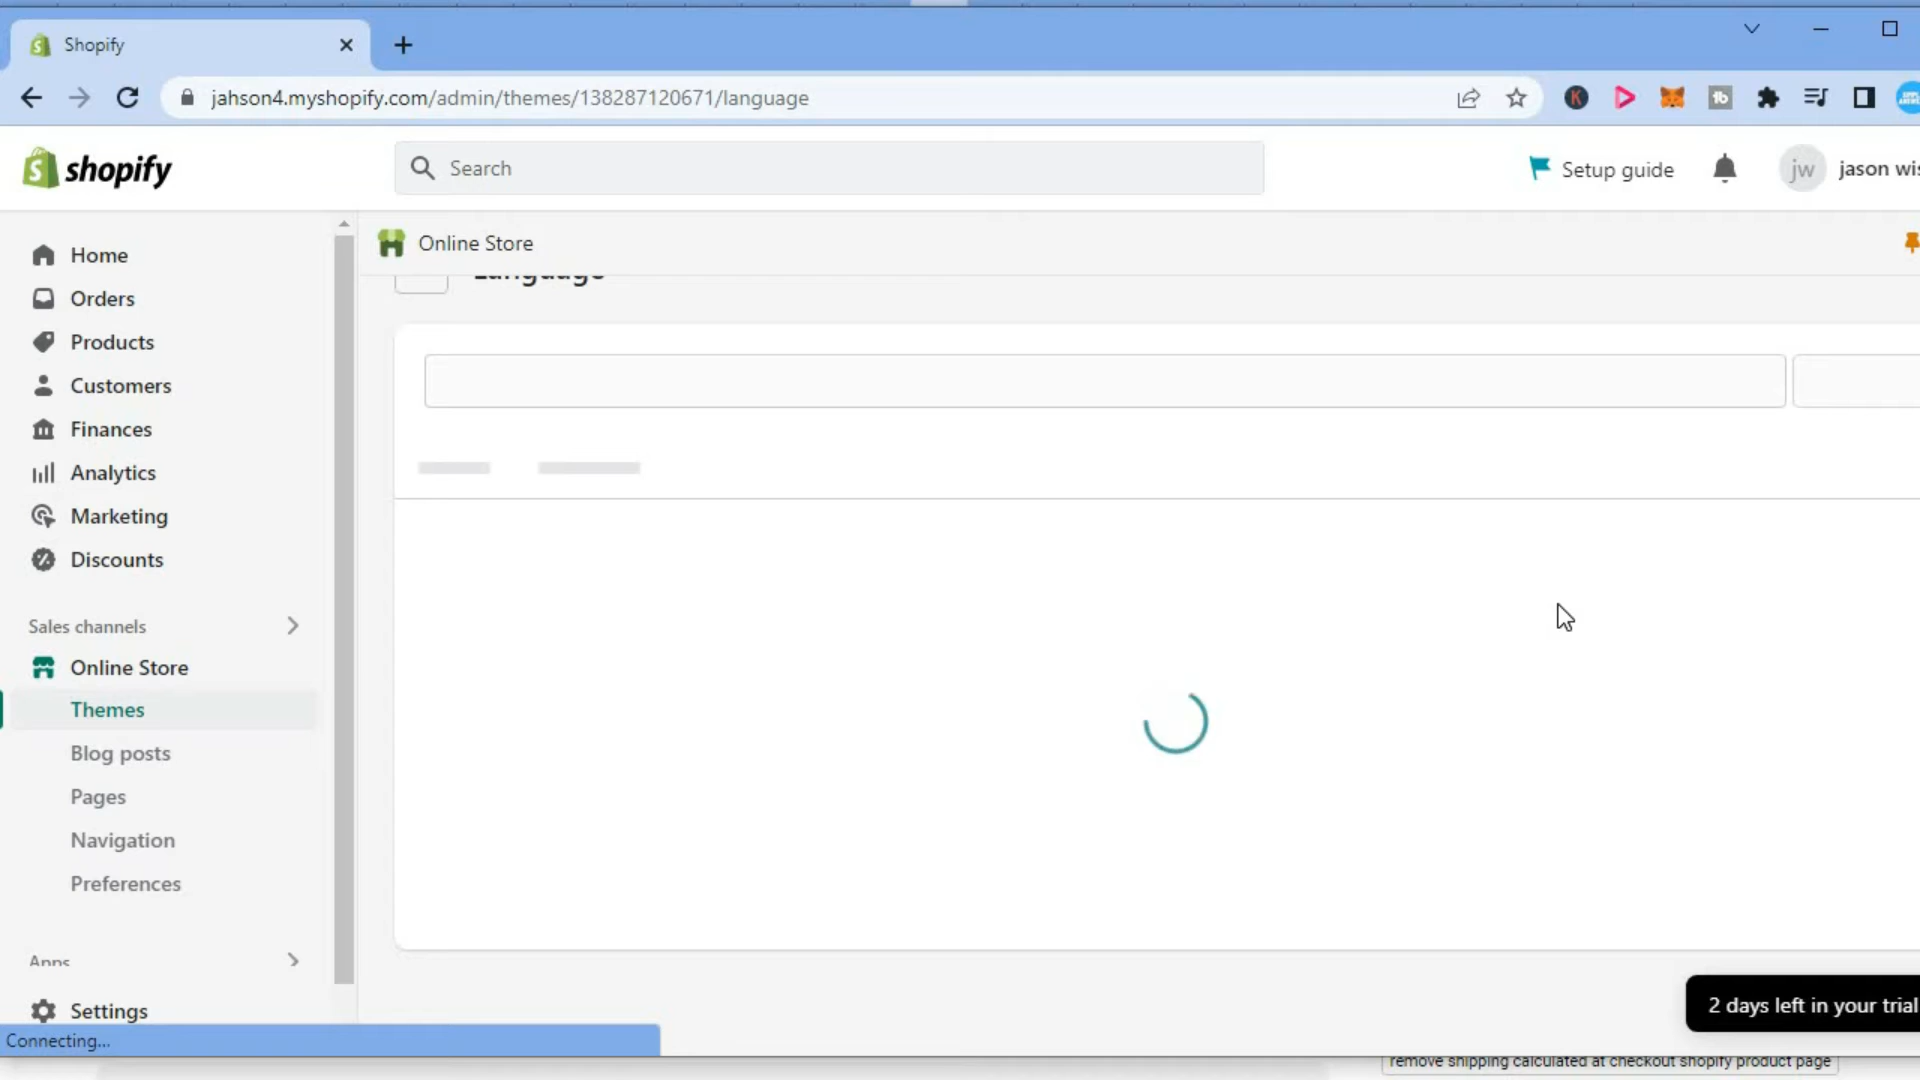 Shopify
jahson4.myshopify.com/admin/themes/138287120671/language
shopify
Search
Setup guide
jw
jason wis
Online Store
Language
Home
Orders
Products
Customers
Finances
Analytics
Marketing
Discounts
Sales channels
Online Store
Themes
Blog posts
Pages
Navigation
Preferences
Apps
Settings
2 days left in your trial
Connecting...
remove shipping calculated at checkout shopify product page